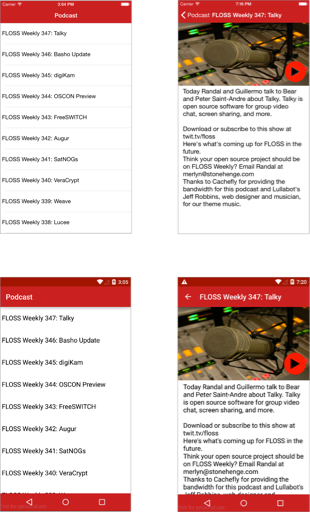 Carrier 3:04 PM
Podcast
FLOSS Weekly 347: Talky
FLOSS Weekly 346: Basho Update
FLOSS Weekly 345: digiKam
FLOSS Weekly 344: OSCON Preview
FLOSS Weekly 343: FreeSWITCH
FLOSS Weekly 342: Augur
FLOSS Weekly 341: SatNOGs
FLOSS Weekly 340: VeraCrypt
FLOSS Weekly 339: Weave
FLOSS Weekly 338: Lucee
Carrier 7:16 PM
Podcast FLOSS Weekly 347: Talky
Today Randal and Guillermo talk to Bear
and Peter Saint-Andre about Talky. Talky is
open source software for group video
chat, screen sharing, and more.
Download or subscribe to this show at
twit.tv/floss
Here's what's coming up for FLOSS in the
future.
Think your open source project should be
on FLOSS Weekly? Email Randal at
merlyn@stonehenge.com
Thanks to Cachefly for providing the
bandwidth for this podcast and Lullabot's
Jeff Robbins, web designer and musician,
for our theme music.
3:05
Podcast
FLOSS Weekly 347: Talky
FLOSS Weekly 346: Basho Update
FLOSS Weekly 345: digiKam
FLOSS Weekly 344: OSCON Preview
FLOSS Weekly 343: FreeSWITCH
FLOSS Weekly 342: Augur
FLOSS Weekly 341: SatNOGs
FLOSS Weekly 340: VeraCrypt
7:20
FLOSS Weekly 347: Talky
Today Randal and Guillermo talk to Bear
and Peter Saint-Andre about Talky. Talky
is open source software for group video
chat, screen sharing, and more.
Download or subscribe to this show at
twit.tv/floss
Here's what's coming up for FLOSS in the
future.
Think your open source project should be
on FLOSS Weekly? Email Randal at
merlyn@stonehenge.com
Thanks to Cachefly for providing the
bandwidth for this podcast and Lullabot's